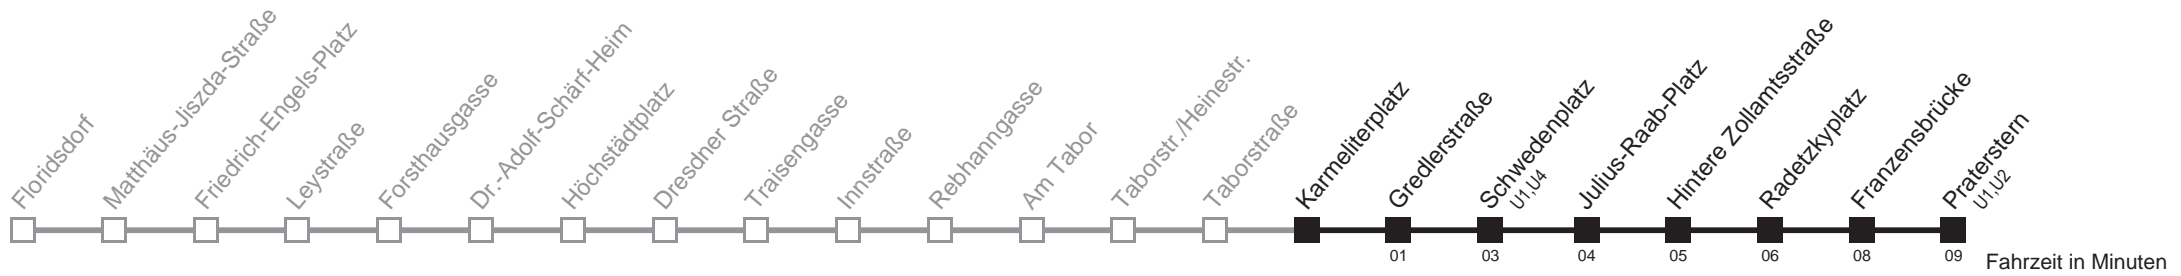 Floridsdorf
Matthäus-Jiszda-Straße
Friedrich-Engels-Platz
Leystraße
Forsthausgasse
Dr.-Adolf-Schärf-Heim
Höchstädtplatz
Dresdner Straße
Traisengasse
Innstraße
Rebhanngasse
Am Tabor
Taborstr./Heinestr.
Taborstraße
Karmeliterplatz
Gredlerstraße
Schwedenplatz
U1,U4
Julius-Raab-Platz
Hintere Zollamtsstraße
Radetzkyplatz
Franzensbrücke
Praterstern
U1,U2
01 03 04 05 06 08 09
Fahrzeit in Minuten